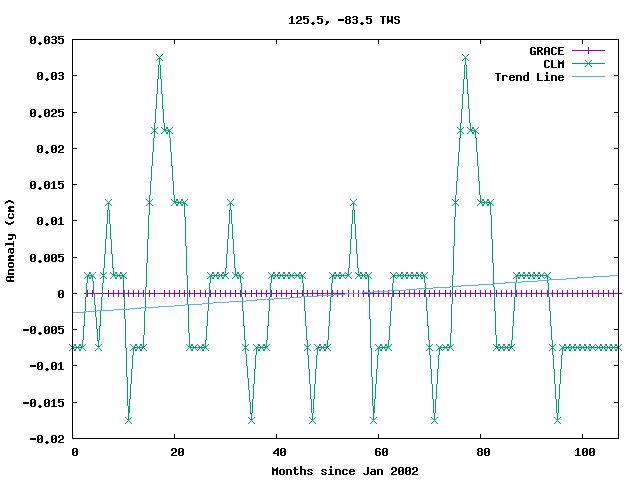 125.5, -83.5 TWS
GRACE
CLM
Trend Line
0.035
0.03
0.025
0.02
0.015
0.01
0.005
0
-0.005
-0.01
-0.015
-0.02
Anomaly (cm)
0 20 40 60 80 100
Months since Jan 2002